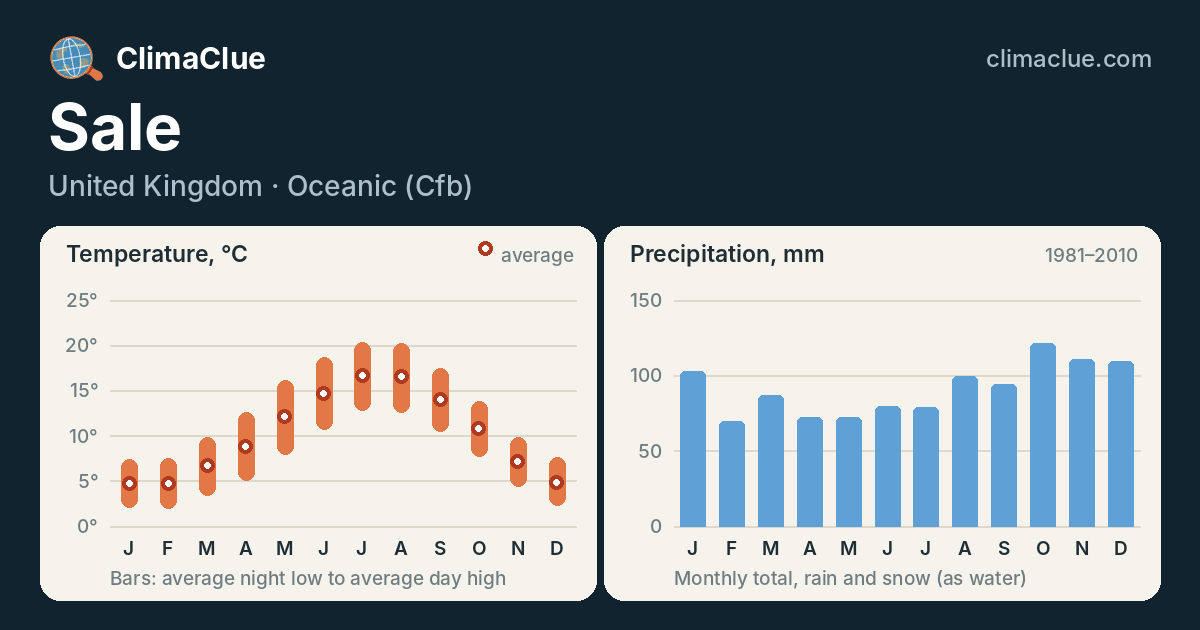 ClimaClue
climaclue.com
Sale
United Kingdom · Oceanic (Cfb)
Temperature, °C
average
25°
20°
15°
10°
5°
0°
J F M A M J J A S O N D
Bars: average night low to average day high
Precipitation, mm
1981–2010
150
100
50
0
J F M A M J J A S O N D
Monthly total, rain and snow (as water)